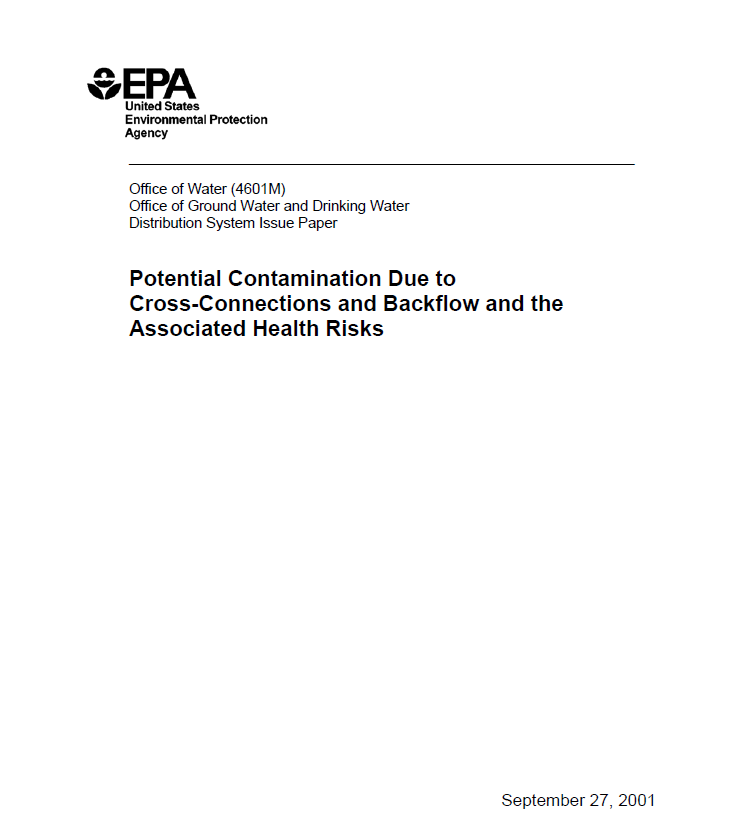 EPA
United States
Environmental Protection
Agency
Office of Water (4601M)
Office of Ground Water and Drinking Water
Distribution System Issue Paper
Potential Contamination Due to
Cross-Connections and Backflow and the
Associated Health Risks
September 27, 2001